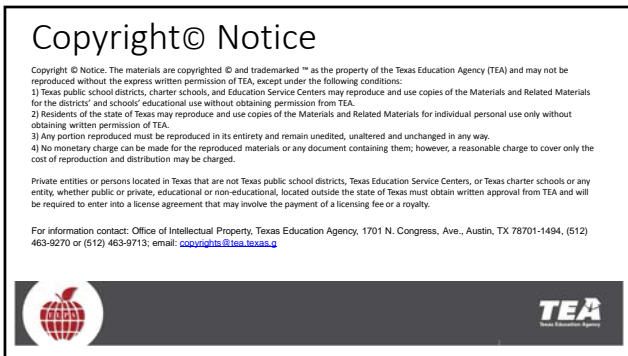 Copyright© Notice
Copyright © Notice. The materials are copyrighted © and trademarked ™ as the property of the Texas Education Agency (TEA) and may not be
reproduced without the express written permission of TEA, except under the following conditions:
1) Texas public school districts, charter schools, and Education Service Centers may reproduce and use copies of the Materials and Related Materials
for the districts' and schools' educational use without obtaining permission from TEA.
2) Residents of the state of Texas may reproduce and use copies of the Materials and Related Materials for individual personal use only without
obtaining written permission of TEA.
3) Any portion reproduced must be reproduced in its entirety and remain unedited, unaltered and unchanged in any way.
4) No monetary charge can be made for the reproduced materials or any document containing them; however, a reasonable charge to cover only the
cost of reproduction and distribution may be charged.
Private entities or persons located in Texas that are not Texas public school districts, Texas Education Service Centers, or Texas charter schools or any
entity, whether public or private, educational or non-educational, located outside the state of Texas must obtain written approval from TEA and will
be required to enter into a license agreement that may involve the payment of a licensing fee or a royalty.
For information contact: Office of Intellectual Property, Texas Education Agency, 1701 N. Congress, Ave., Austin, TX 78701-1494, (512)
463-9270 or (512) 463-9713; email: copyrights@tea.texas.g
TEA
Texas Education Agency